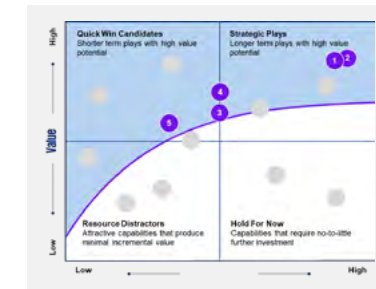 High
Value
Low
Quick Win Candidates
Shorter term plays with high value
potential
Strategic Plays
Longer term plays with high value
potential
1
2
4
3
5
Resource Distractors
Attractive capabilities that produce
minimal incremental value
Hold For Now
Capabilities that require no-to-little
further investment
Low
High